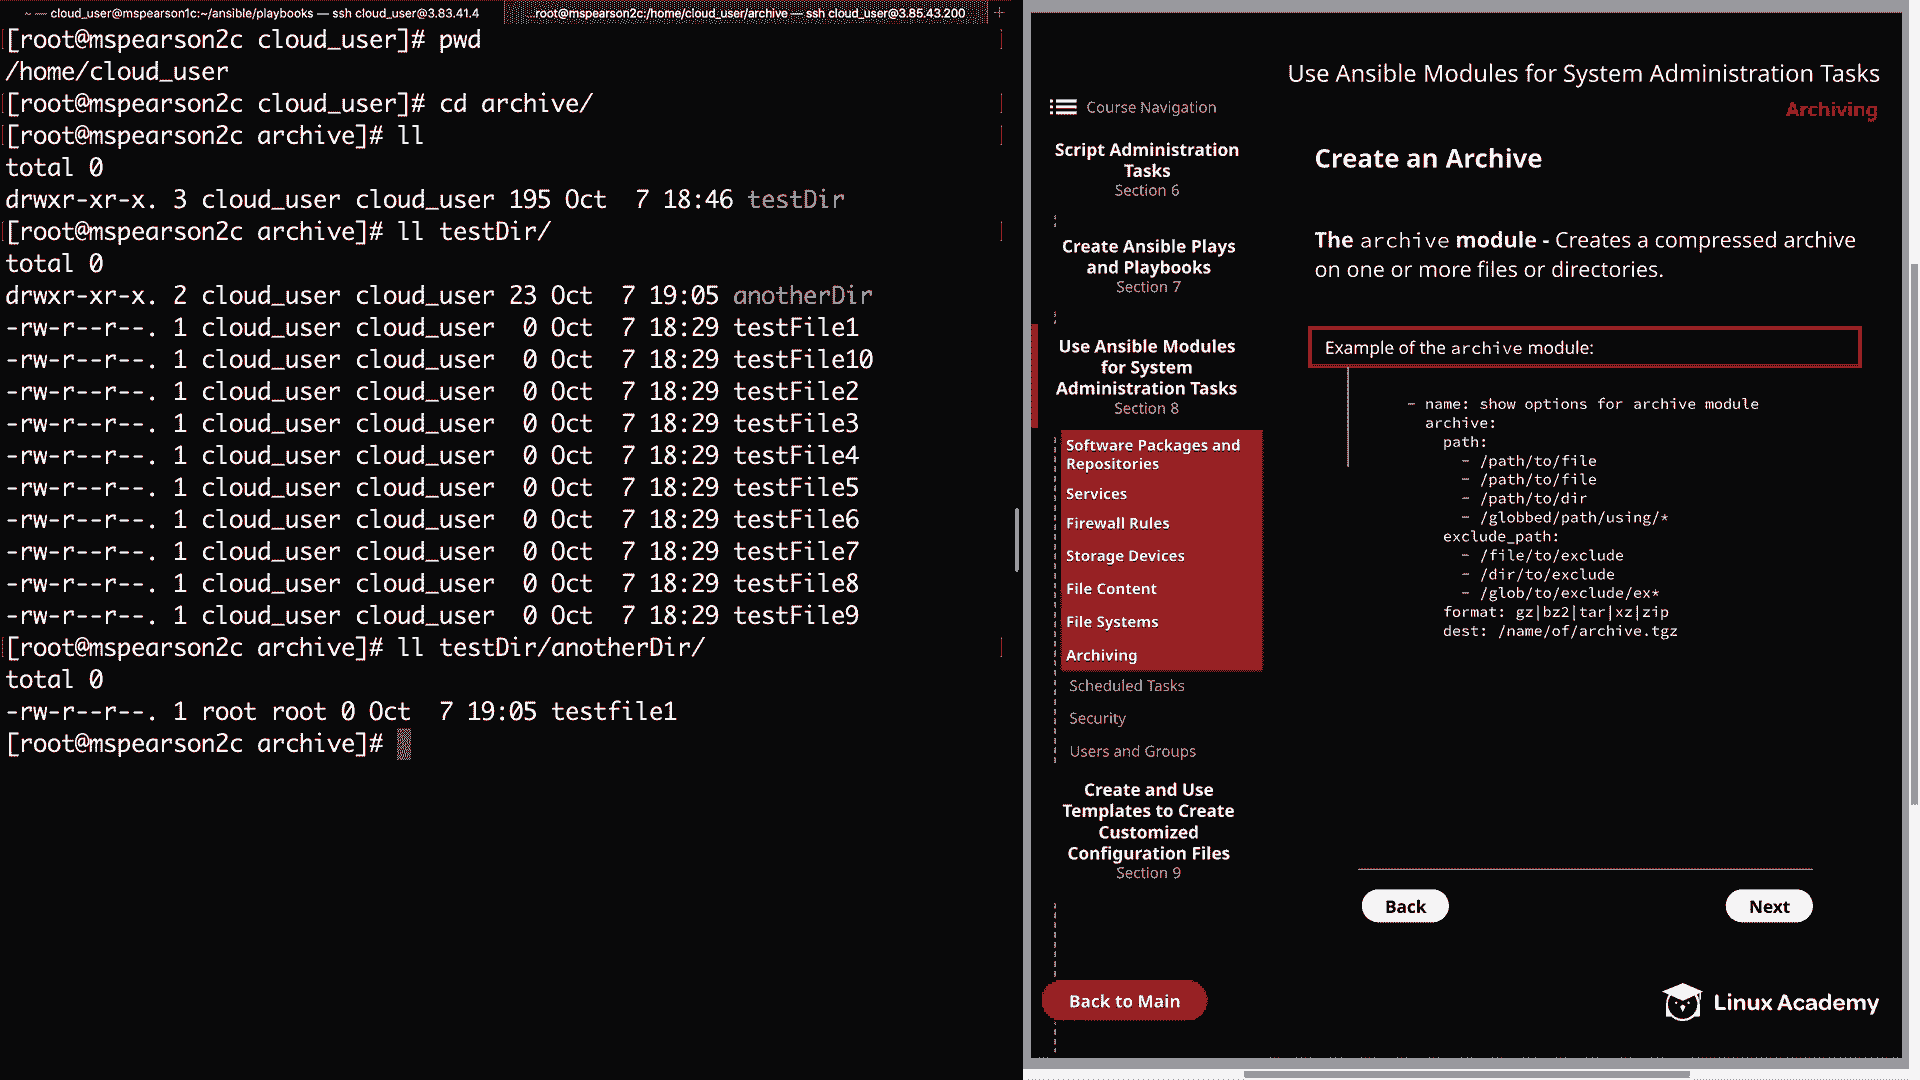 ~ — cloud_user@mspearson1c:~/ansible/playbooks — ssh cloud_user@3.83.41.4
...root@mspearson2c:/home/cloud_user/archive — ssh cloud_user@3.85.43.200
+
[root@mspearson2c cloud_user]# pwd
/home/cloud_user
[root@mspearson2c cloud_user]# cd archive/
[root@mspearson2c archive]# ll
total 0
drwxr-xr-x. 3 cloud_user cloud_user 195 Oct  7 18:46 testDir
[root@mspearson2c archive]# ll testDir/
total 0
drwxr-xr-x. 2 cloud_user cloud_user 23 Oct  7 19:05 anotherDir
-rw-r--r--. 1 cloud_user cloud_user  0 Oct  7 18:29 testFile1
-rw-r--r--. 1 cloud_user cloud_user  0 Oct  7 18:29 testFile10
-rw-r--r--. 1 cloud_user cloud_user  0 Oct  7 18:29 testFile2
-rw-r--r--. 1 cloud_user cloud_user  0 Oct  7 18:29 testFile3
-rw-r--r--. 1 cloud_user cloud_user  0 Oct  7 18:29 testFile4
-rw-r--r--. 1 cloud_user cloud_user  0 Oct  7 18:29 testFile5
-rw-r--r--. 1 cloud_user cloud_user  0 Oct  7 18:29 testFile6
-rw-r--r--. 1 cloud_user cloud_user  0 Oct  7 18:29 testFile7
-rw-r--r--. 1 cloud_user cloud_user  0 Oct  7 18:29 testFile8
-rw-r--r--. 1 cloud_user cloud_user  0 Oct  7 18:29 testFile9
[root@mspearson2c archive]# ll testDir/anotherDir/
total 0
-rw-r--r--. 1 root root 0 Oct  7 19:05 testfile1
[root@mspearson2c archive]#
Use Ansible Modules for System Administration Tasks
Archiving
Course Navigation
Script Administration
Tasks
Section 6
Create Ansible Plays
and Playbooks
Section 7
Use Ansible Modules
for System
Administration Tasks
Section 8
Software Packages and
Repositories
Services
Firewall Rules
Storage Devices
File Content
File Systems
Archiving
Scheduled Tasks
Security
Users and Groups
Create and Use
Templates to Create
Customized
Configuration Files
Section 9
Back to Main
Create an Archive
The archive module - Creates a compressed archive
on one or more files or directories.
Example of the archive module:
- name: show options for archive module
  archive:
    path:
      - /path/to/file
      - /path/to/file
      - /path/to/dir
      - /globbed/path/using/*
    exclude_path:
      - /file/to/exclude
      - /dir/to/exclude
      - /glob/to/exclude/ex*
    format: gz|bz2|tar|xz|zip
    dest: /name/of/archive.tgz
Back
Next
Linux Academy